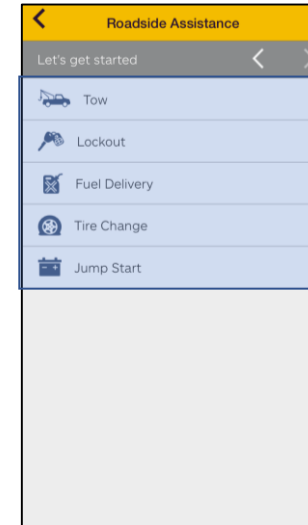 Roadside Assistance
Let's get started
Tow
Lockout
Fuel Delivery
Tire Change
Jump Start